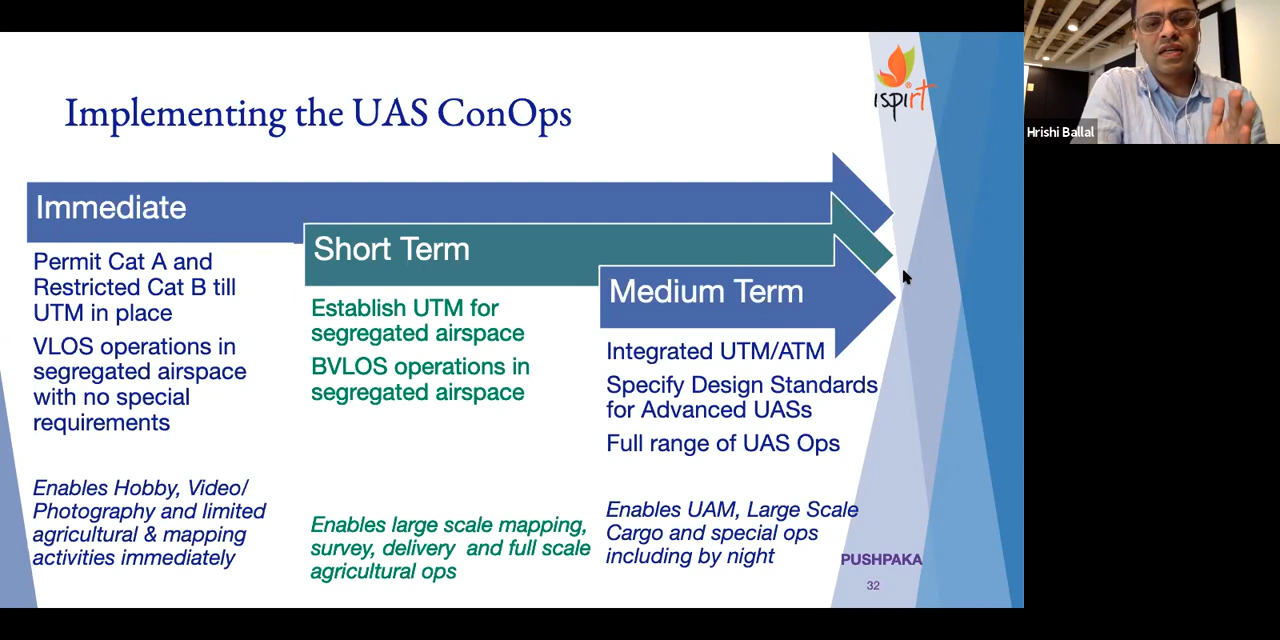 Implementing the UAS ConOps
ispirt
Hrishi Ballal
Immediate
Permit Cat A and
Restricted Cat B till
UTM in place
VLOS operations in
segregated airspace
with no special
requirements
Enables Hobby, Video/
Photography and limited
agricultural & mapping
activities immediately
Short Term
Establish UTM for
segregated airspace
BVLOS operations in
segregated airspace
Enables large scale mapping,
survey, delivery and full scale
agricultural ops
Medium Term
Integrated UTM/ATM
Specify Design Standards
for Advanced UASs
Full range of UAS Ops
Enables UAM, Large Scale
Cargo and special ops
including by night
PUSHPAKA
32